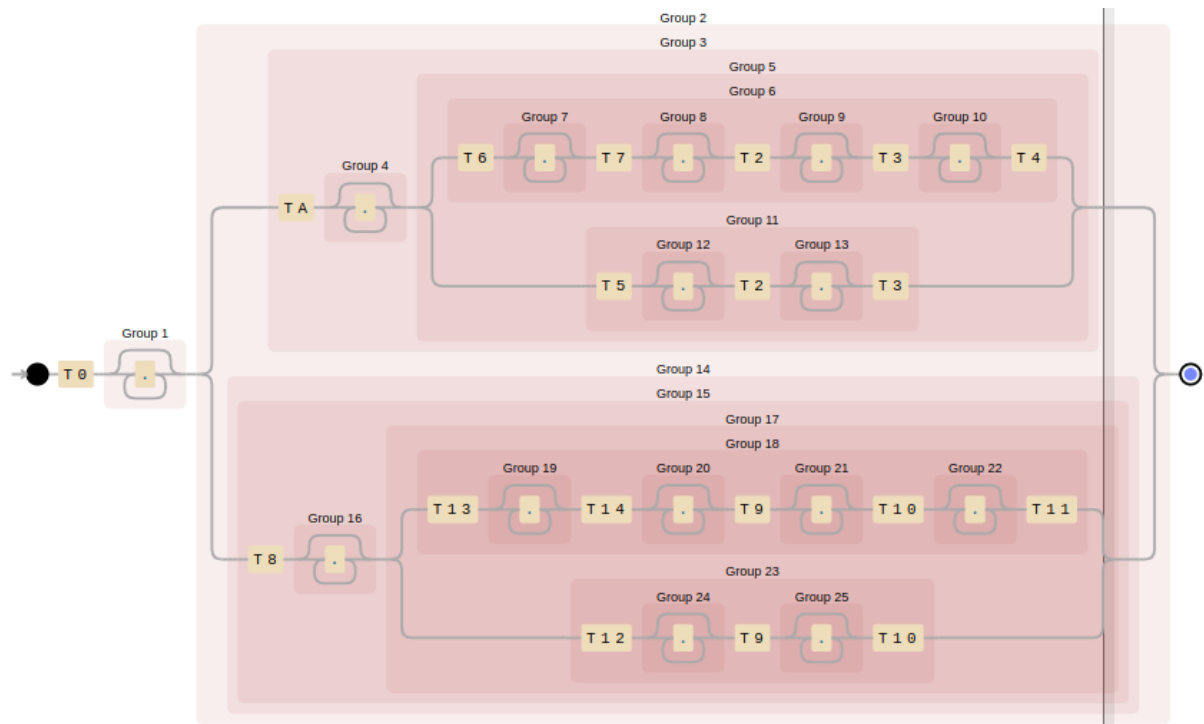 Group 2
Group 3
Group 5
Group 6
Group 7 Group 8 Group 9 Group 10
T 6 . T 7 . T 2 . T 3 . T 4
Group 4
T A .
Group 11
Group 12 Group 13
T 5 . T 2 . T 3
Group 1
T 0 .
Group 14
Group 15
Group 17
Group 18
Group 19 Group 20 Group 21 Group 22
T 1 3 . T 1 4 . T 9 . T 1 0 . T 1 1
Group 16
T 8 .
Group 23
Group 24 Group 25
T 1 2 . T 9 . T 1 0